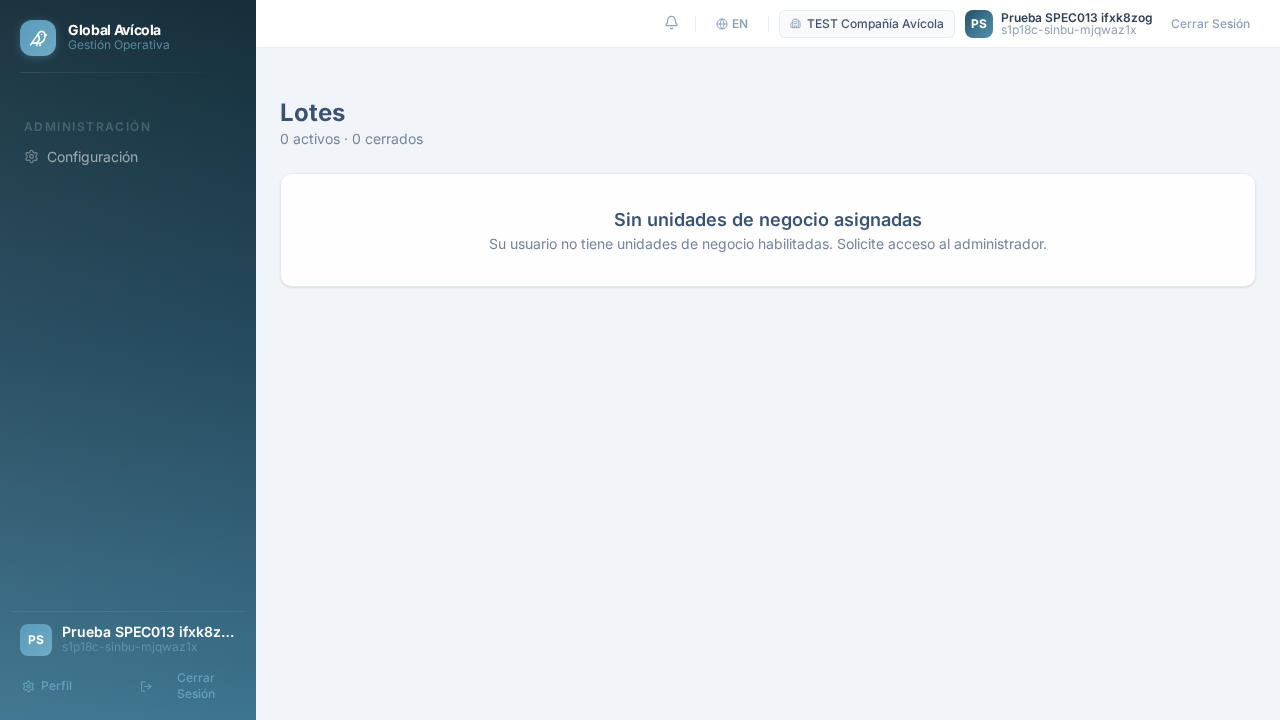 Global Avícola
Gestión Operativa
ADMINISTRACIÓN
Configuración
Prueba SPEC013 ifxk8z...
s1p18c-sinbu-mjqwaz1x
Perfil
Cerrar
Sesión
EN
TEST Compañía Avícola
PS
Prueba SPEC013 ifxk8zog
s1p18c-sinbu-mjqwaz1x
Cerrar Sesión
Lotes
0 activos · 0 cerrados
Sin unidades de negocio asignadas
Su usuario no tiene unidades de negocio habilitadas. Solicite acceso al administrador.
PS